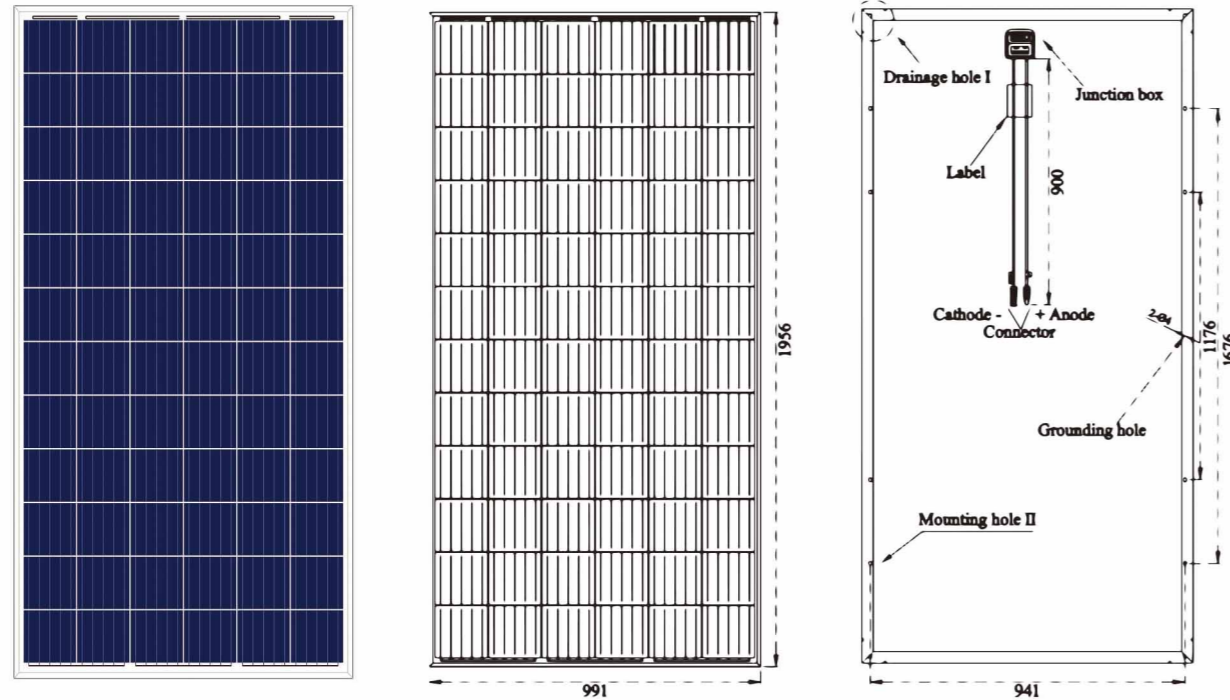 Drainage hole I
Junction box
Label
900
Cathode - + Anode
Connector
2-Φ4
1176
1676
1956
Grounding hole
Mounting hole II
991
941